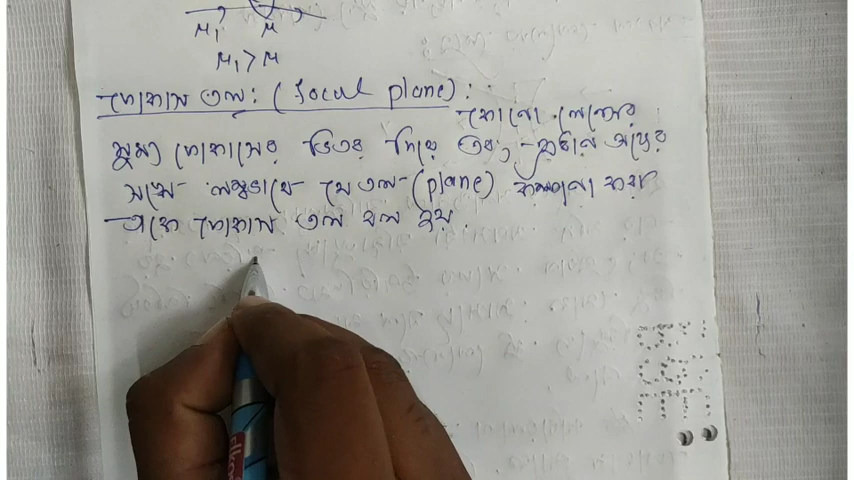 μ₁ μ
μ₁ > μ
ফোকাস তল: (focal plane):
কোনো লেন্সের
মুখ্য ফোকাসের ভিতর দিয়ে এবং প্রধান অক্ষের
সঙ্গে লম্বভাবে যে তল (plane) কল্পনা করা
একে ফোকাস তল বলা হয়.